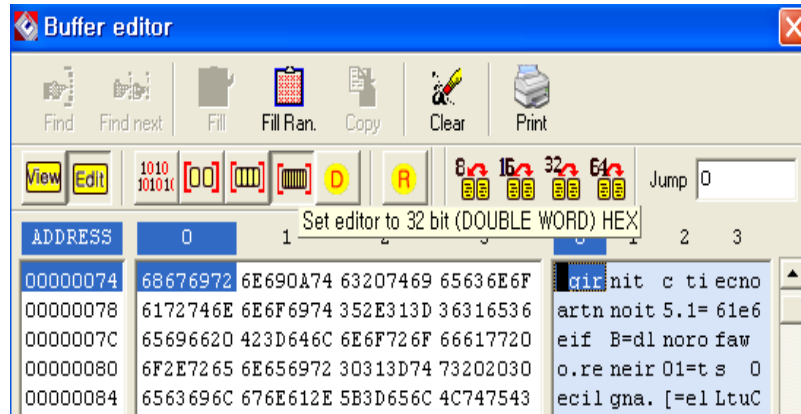 Buffer editor
Find Find next Fill Fill Ran. Copy Clear Print
View Edit 1010 10101( D R 8 16 32 64 Jump 0
Set editor to 32 bit (DOUBLE WORD) HEX
ADDRESS 0 1 2 3 0 1 2 3
00000074 68676972 6E690A74 63207469 65636E6F gir nit c ti ecno
00000078 6172746E 6E6F6974 352E313D 36316536 artn noit 5.1= 61e6
0000007C 65696620 423D646C 6E6F726F 66617720 eif B=dl noro faw
00000080 6F2E7265 6E656972 30313D74 73202030 o.re neir 01=t s 0
00000084 6563696C 676E612E 5B3D656C 4C747543 ecil gna. [=el LtuC